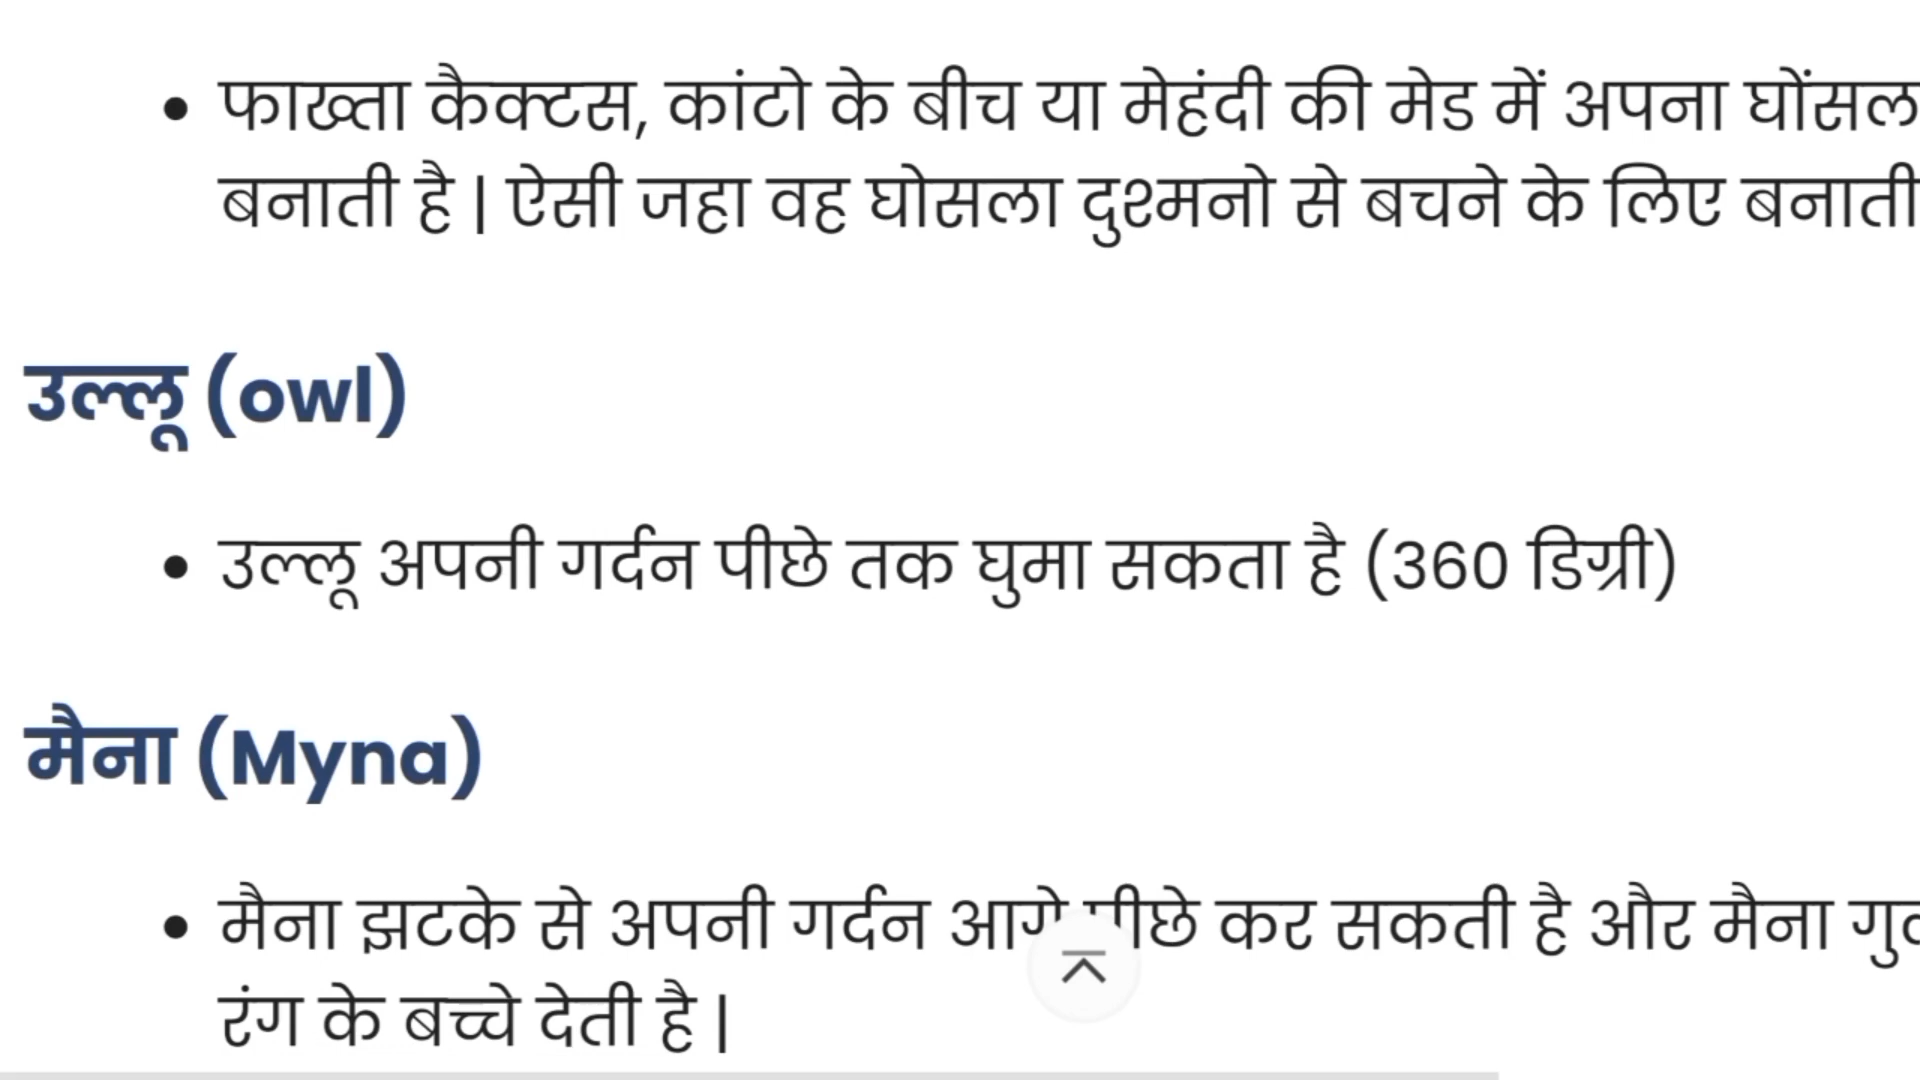 • फाख्ता कैक्टस, कांटो के बीच या मेहंदी की मेड में अपना
बनाती है | ऐसी जहा वह घोसला दुश्मनो से बचने के लिए बनाती
उल्लू (owl)
• उल्लू अपनी गर्दन पीछे तक घुमा सकता है (360 डिग्री)
मैना (Myna)
• मैना झटके से अपनी गर्दन आगे पीछे कर सकती है और मैना
रंग के बच्चे देती है |